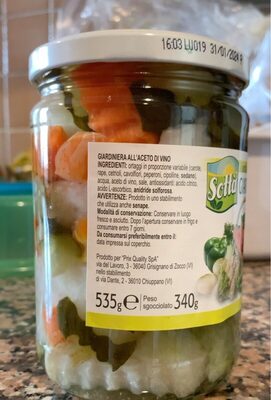 16:03 LU019 31/01/2024
GIARDINIERA ALL'ACETO DI VINO
INGREDIENTI: ortaggi in proporzione variabile (carote,
rapa, cetrioli, cavolfiori, peperoni, cipolline, sedano),
acqua, aceto di vino, sale, antiossidanti: acido citrico,
acido L-ascorbico, anidride solforosa.
AVVERTENZE: Prodotto in uno stabilimento
che utilizza anche senape.
Modalità di conservazione: Conservare in luogo
fresco e asciutto. Dopo l'apertura conservare in frigo e
consumare entro 7 giorni.
Da consumarsi preferibilmente entro il:
data impressa sul coperchio.
Prodotto per "Prix Quality SpA"
via del Lavoro, 3 - 36040 Grisignano di Zocco (VI)
nello stabilimento
di via Dante, 2 - 36010 Chiuppano (VI)
535g e Peso sgocciolato 340g